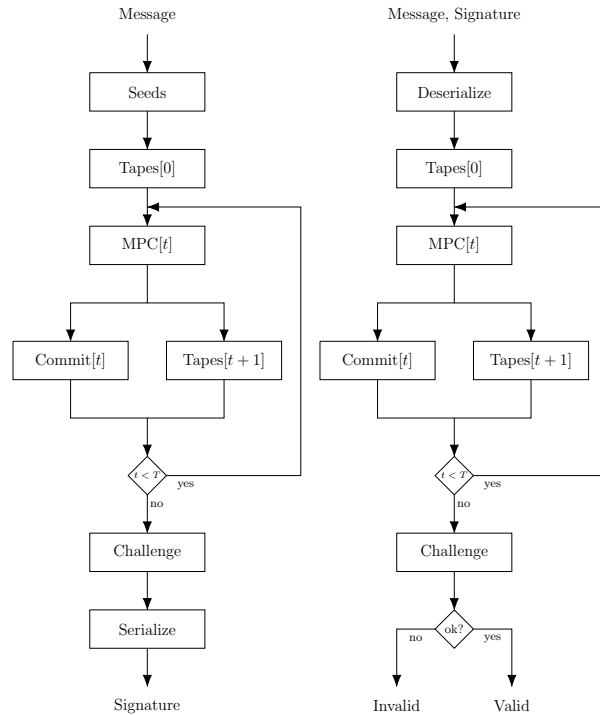 Message
Seeds
Tapes[0]
MPC[t]
Commit[t]
Tapes[t + 1]
t < T
yes
no
Challenge
Serialize
Signature
Message, Signature
Deserialize
Tapes[0]
MPC[t]
Commit[t]
Tapes[t + 1]
t < T
yes
no
Challenge
ok?
no
yes
Invalid
Valid